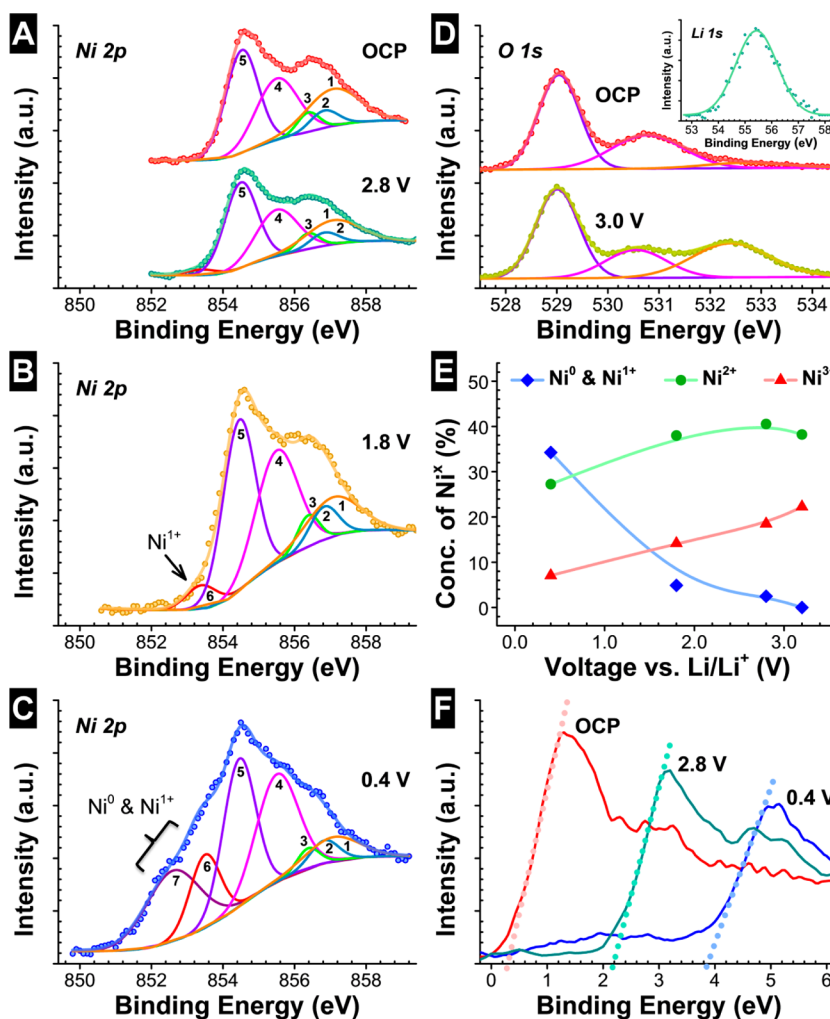 A
Ni 2p
OCP
5
4
3
1
2
2.8 V
5
4
3
1
2
Intensity (a.u.)
850 852 854 856 858
Binding Energy (eV)
D
O 1s
OCP
3.0 V
Intensity (a.u.)
528 529 530 531 532 533 534
Binding Energy (eV)
Li 1s
Intensity (a.u.)
53 54 55 56 57 58
Binding Energy (eV)
B
Ni 2p
1.8 V
5
4
3
1
2
6
Ni¹⁺
Intensity (a.u.)
850 852 854 856 858
Binding Energy (eV)
E
Ni⁰ & Ni¹⁺ Ni²⁺ Ni³
50
40
30
20
10
0
Conc. of Niˣ (%)
0.0 1.0 2.0 3.0
Voltage vs. Li/Li⁺ (V)
C
Ni 2p
0.4 V
Ni⁰ & Ni¹⁺
5
4
3
2
1
6
7
Intensity (a.u.)
850 852 854 856 858
Binding Energy (eV)
F
OCP
2.8 V
0.4 V
Intensity (a.u.)
0 1 2 3 4 5 6
Binding Energy (eV)